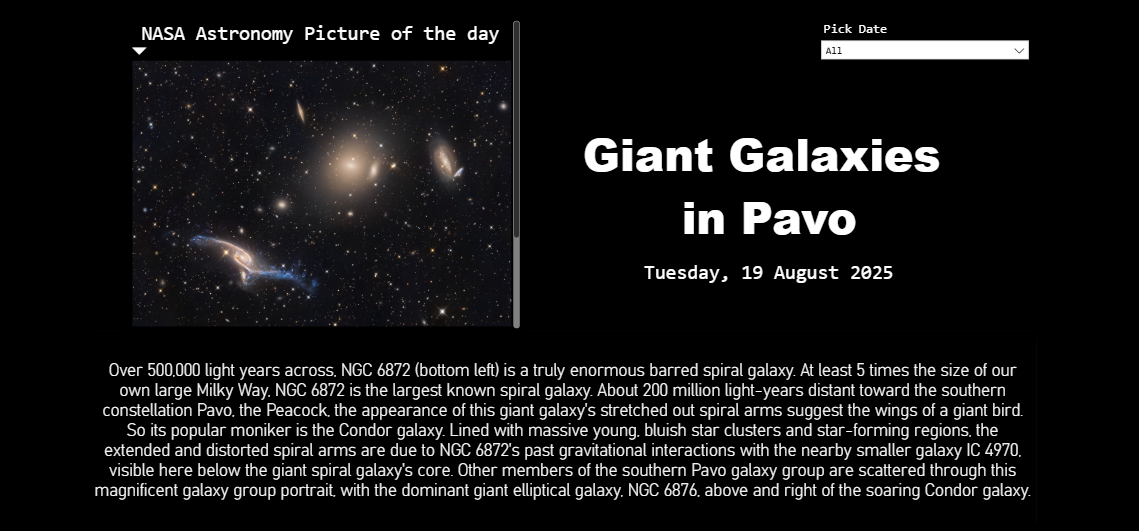 NASA Astronomy Picture of the day
Pick Date
All
Giant Galaxies
in Pavo
Tuesday, 19 August 2025
Over 500,000 light years across, NGC 6872 (bottom left) is a truly enormous barred spiral galaxy. At least 5 times the size of our
own large Milky Way, NGC 6872 is the largest known spiral galaxy. About 200 million light-years distant toward the southern
constellation Pavo, the Peacock, the appearance of this giant galaxy's stretched out spiral arms suggest the wings of a giant bird.
So its popular moniker is the Condor galaxy. Lined with massive young, bluish star clusters and star-forming regions, the
extended and distorted spiral arms are due to NGC 6872's past gravitational interactions with the nearby smaller galaxy IC 4970,
visible here below the giant spiral galaxy's core. Other members of the southern Pavo galaxy group are scattered through this
magnificent galaxy group portrait, with the dominant giant elliptical galaxy, NGC 6876, above and right of the soaring Condor galaxy.